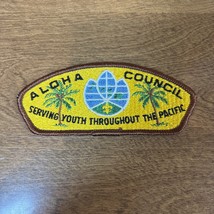 ALOHA COUNCIL
SERVING YOUTH THROUGHOUT THE PACIFIC